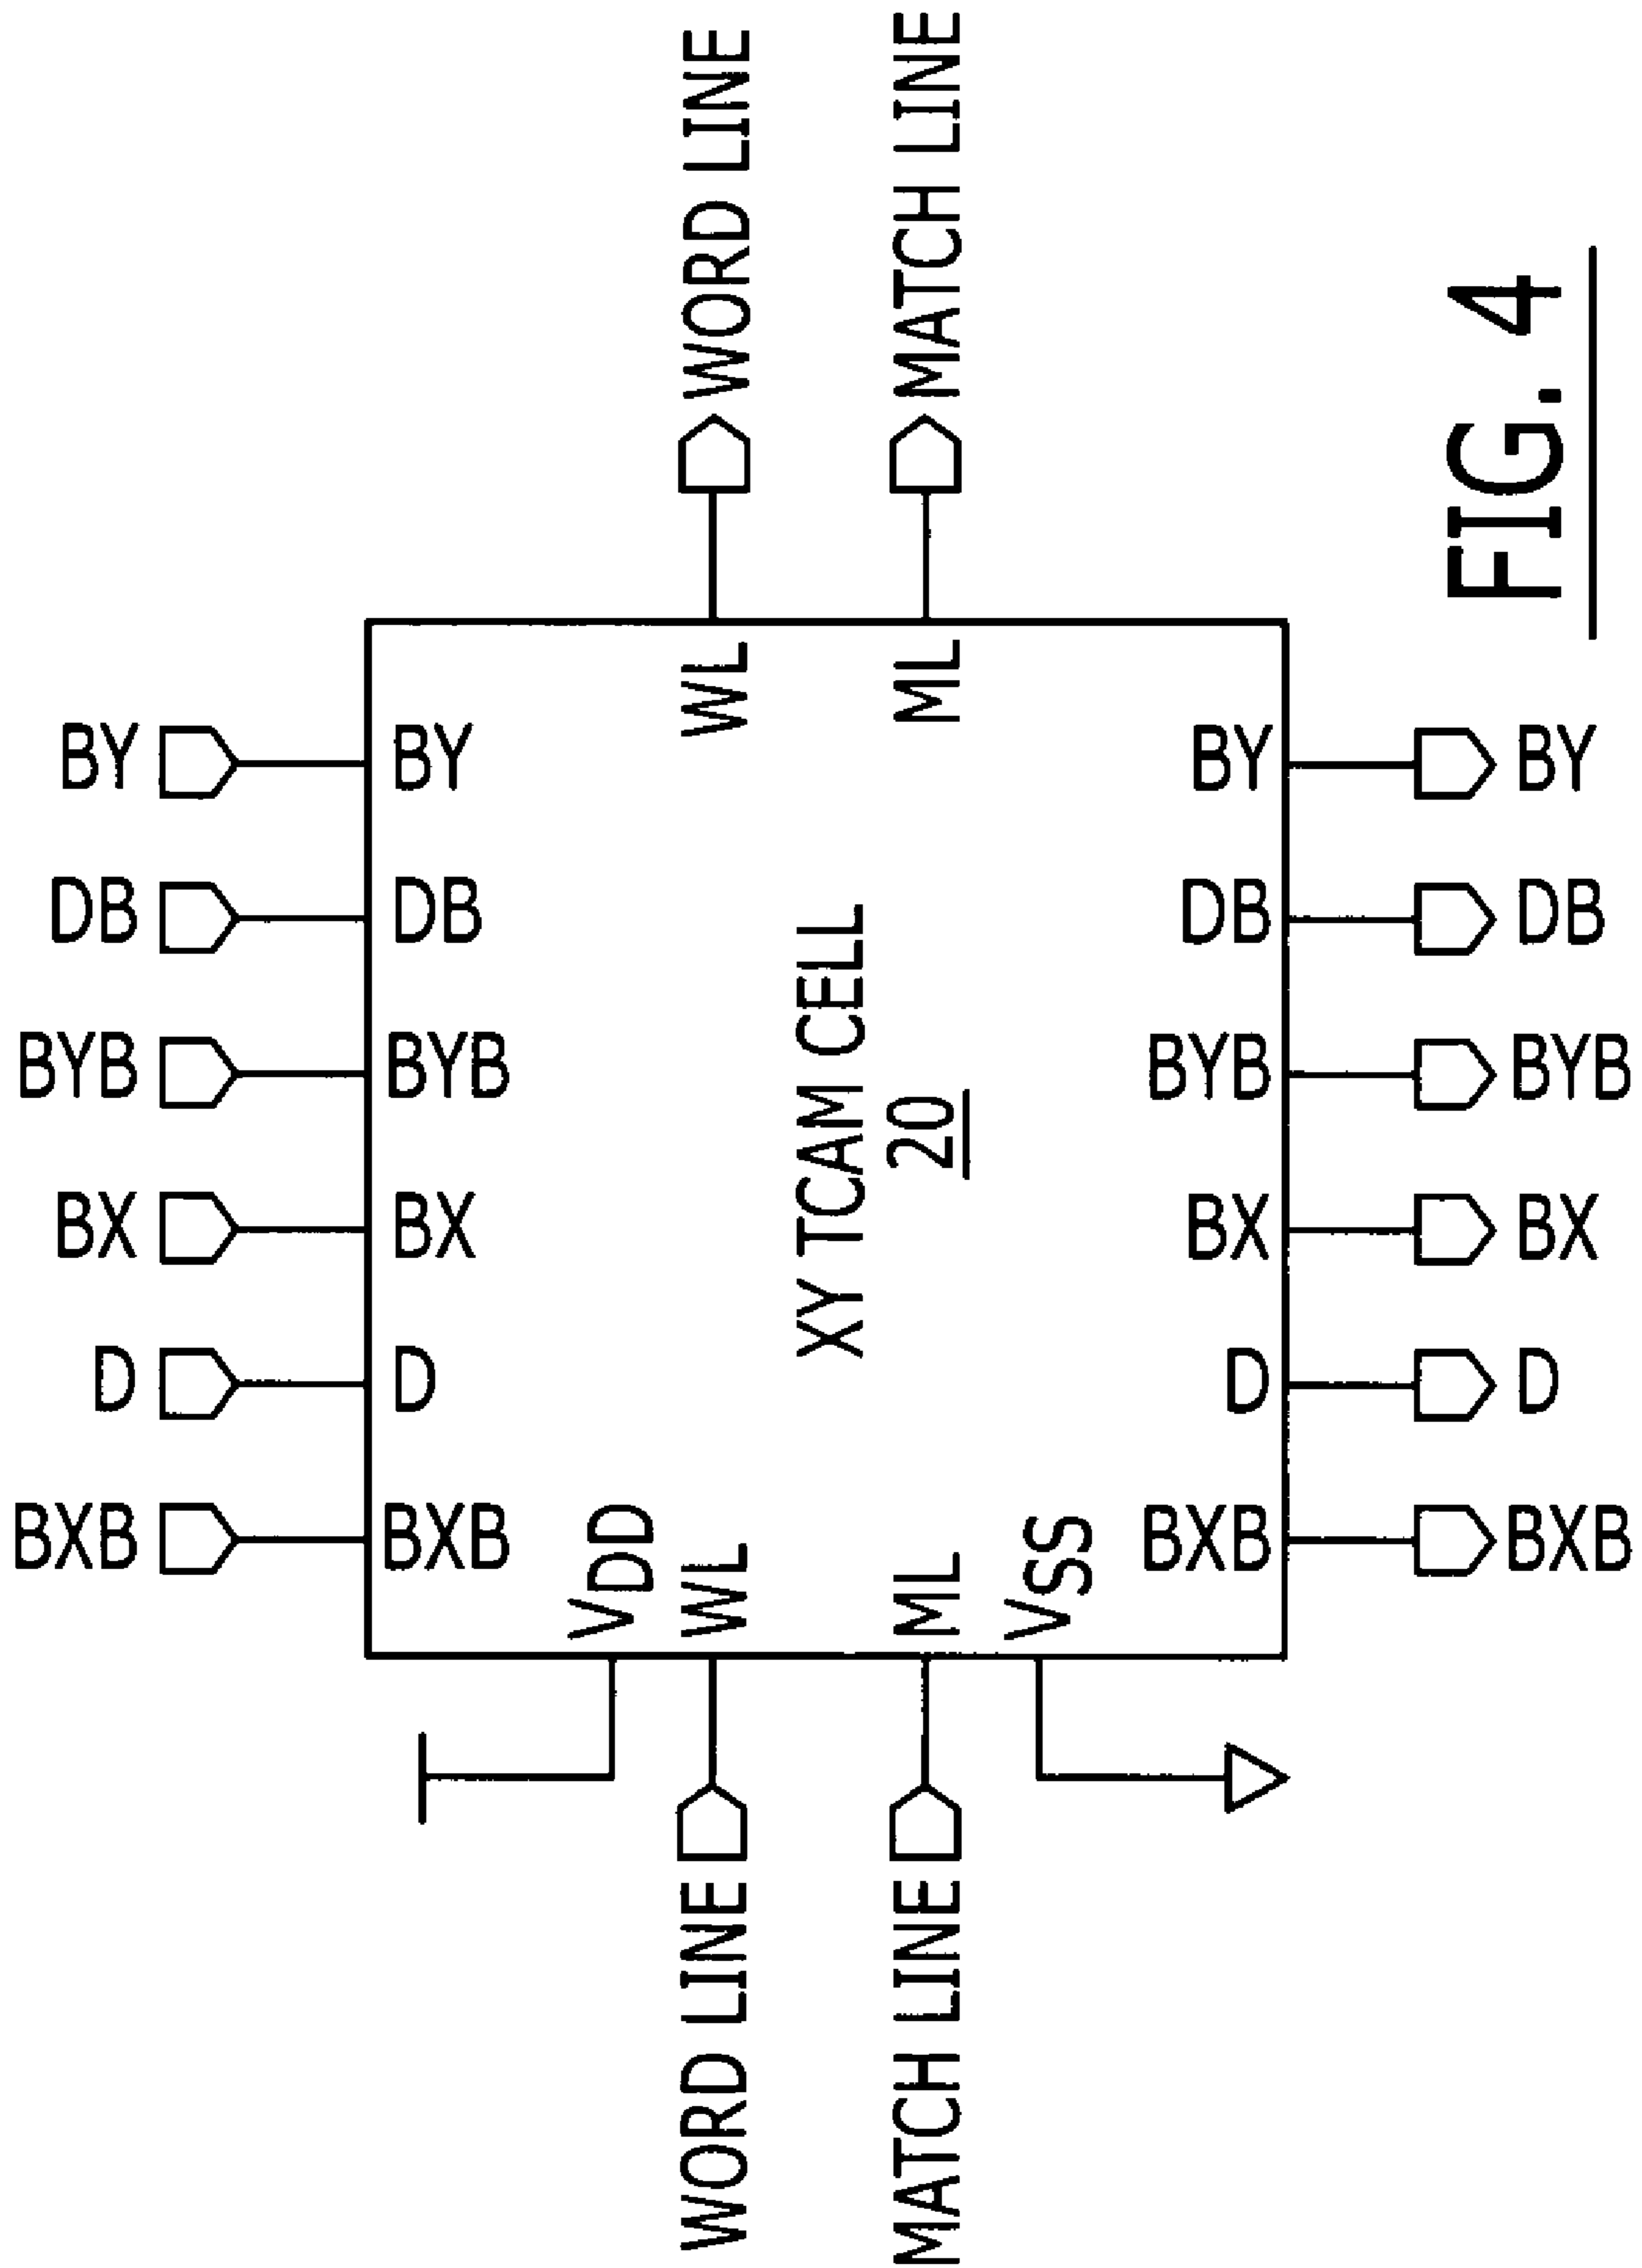 BXB D BX BYB DB BY
BXB D BX BYB DB BY
VDD
WORD LINE WL WL WORD LINE
XY TCAM CELL
20
MATCH LINE ML ML MATCH LINE
VSS
BXB D BX BYB DB BY
BXB D BX BYB DB BY
FIG. 4